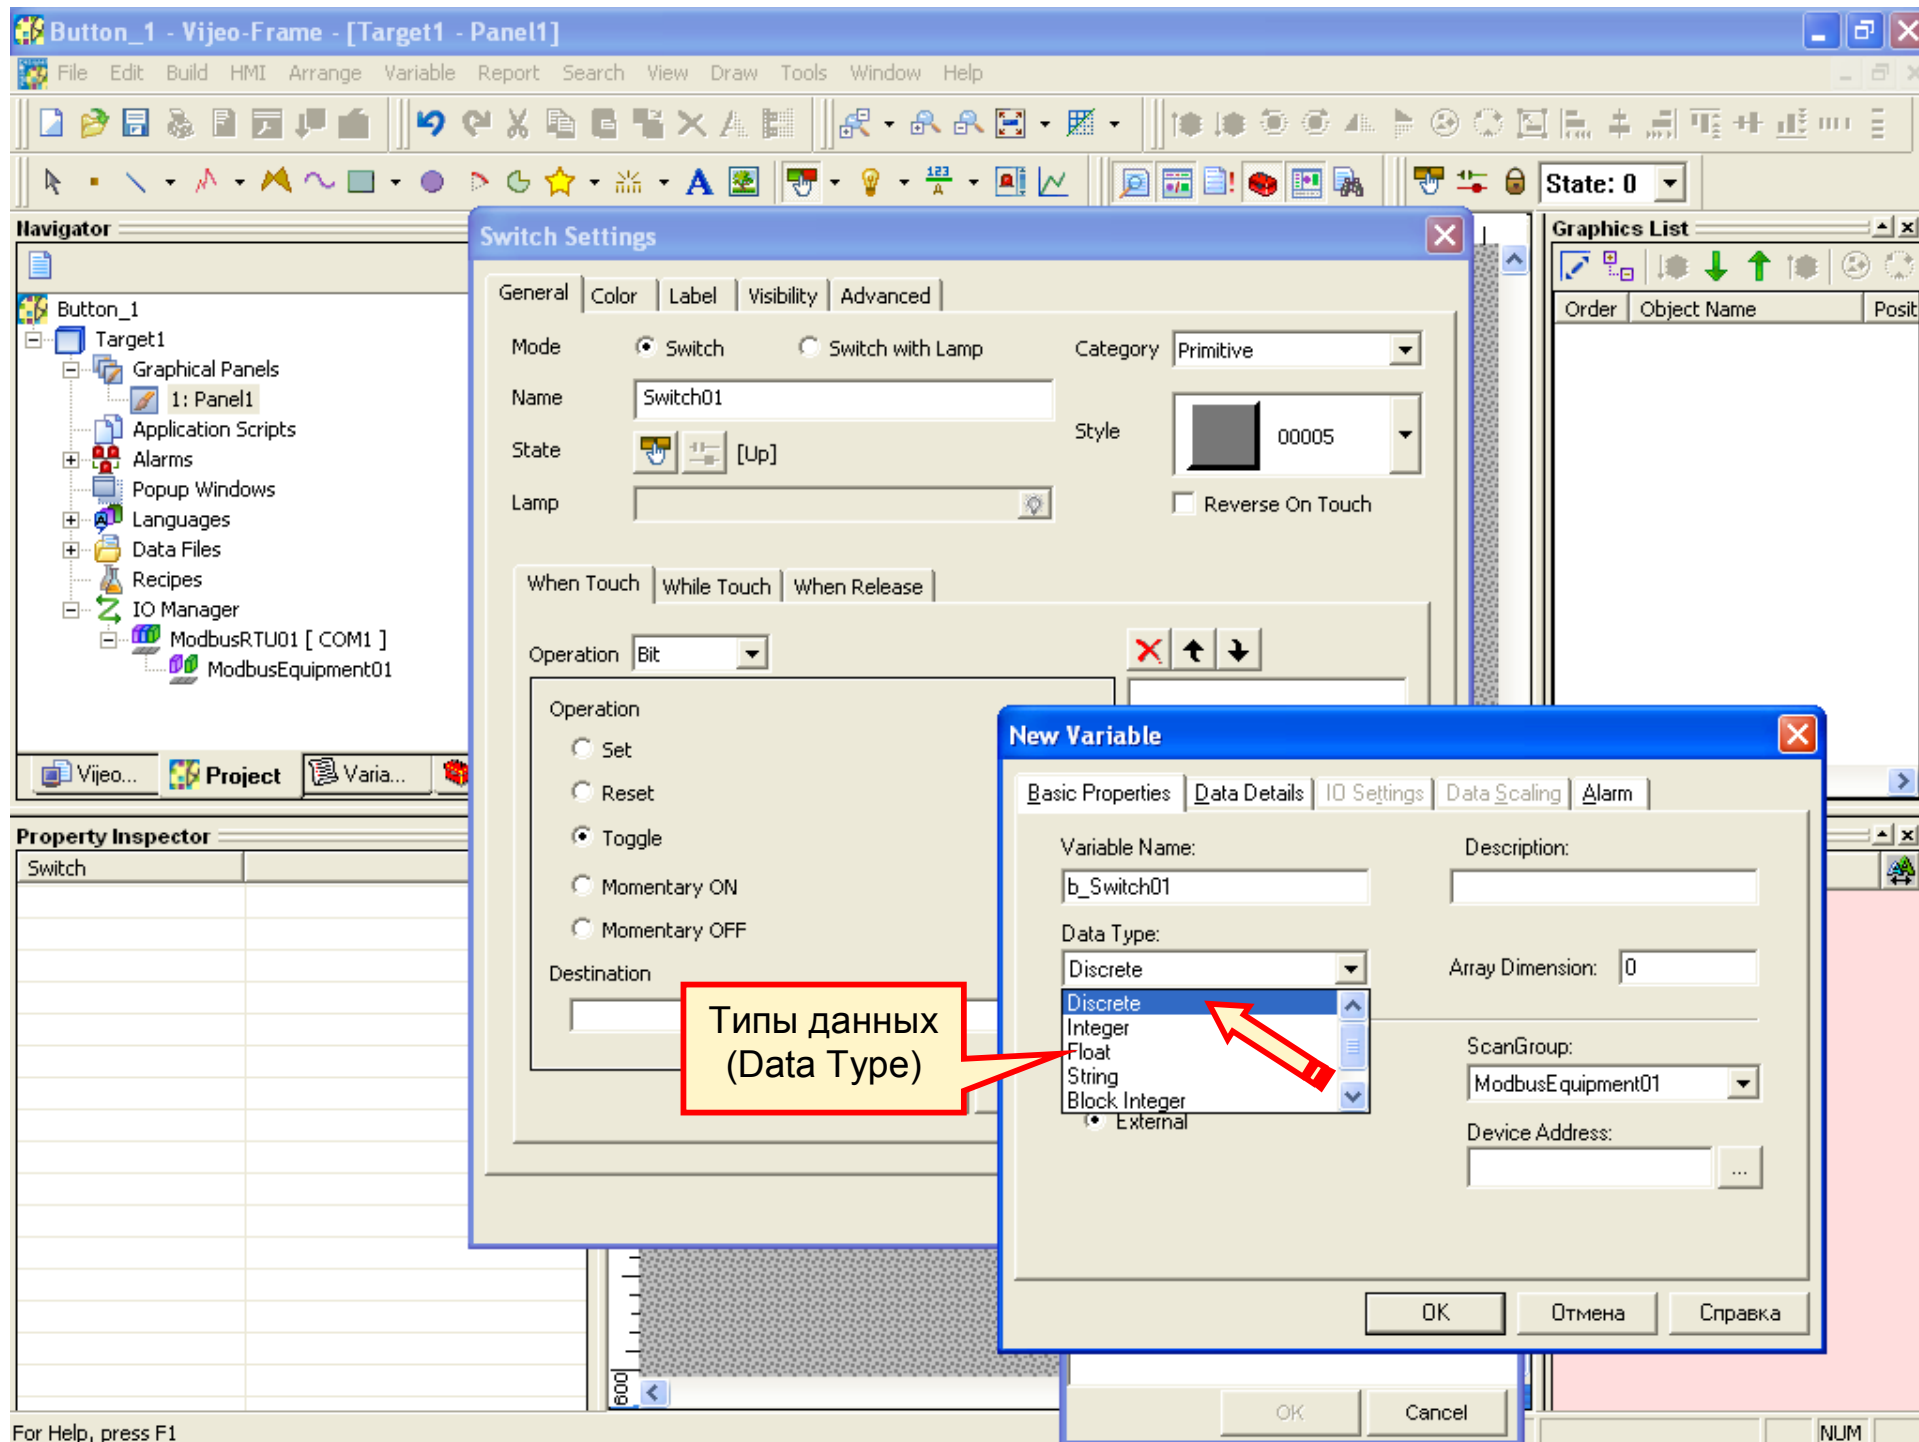 Button_1 - Vijeo-Frame - [Target1 - Panel1]
File Edit Build HMI Arrange Variable Report Search View Draw Tools Window Help
State: 0
Navigator
Button_1
Target1
Graphical Panels
1: Panel1
Application Scripts
Alarms
Popup Windows
Languages
Data Files
Recipes
IO Manager
ModbusRTU01 [ COM1 ]
ModbusEquipment01
Vijeo... Project Varia...
Property Inspector
Switch
Switch Settings
General Color Label Visibility Advanced
Mode Switch Switch with Lamp Category Primitive
Name Switch01
Style 00005
State [Up]
Lamp Reverse On Touch
When Touch While Touch When Release
Operation Bit
Operation
Set
Reset
Toggle
Momentary ON
Momentary OFF
Destination
Типы данных
(Data Type)
Graphics List
Order Object Name Posit
New Variable
Basic Properties Data Details IO Settings Data Scaling Alarm
Variable Name: Description:
b_Switch01
Data Type:
Discrete Array Dimension: 0
Discrete
Integer
Float
String
Block Integer
External
ScanGroup:
ModbusEquipment01
Device Address:
...
OK Отмена Справка
600
OK Cancel
For Help, press F1
NUM